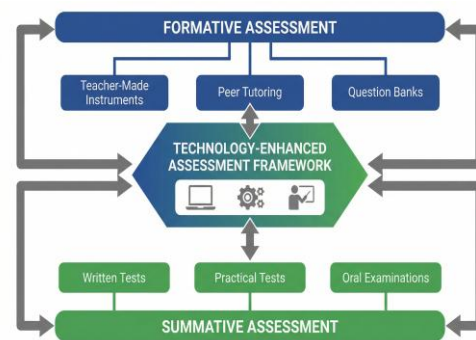 FORMATIVE ASSESSMENT
Teacher-Made
Instruments
Peer Tutoring
Question Banks
TECHNOLOGY-ENHANCED
ASSESSMENT FRAMEWORK
Written Tests
Practical Tests
Oral Examinations
SUMMATIVE ASSESSMENT